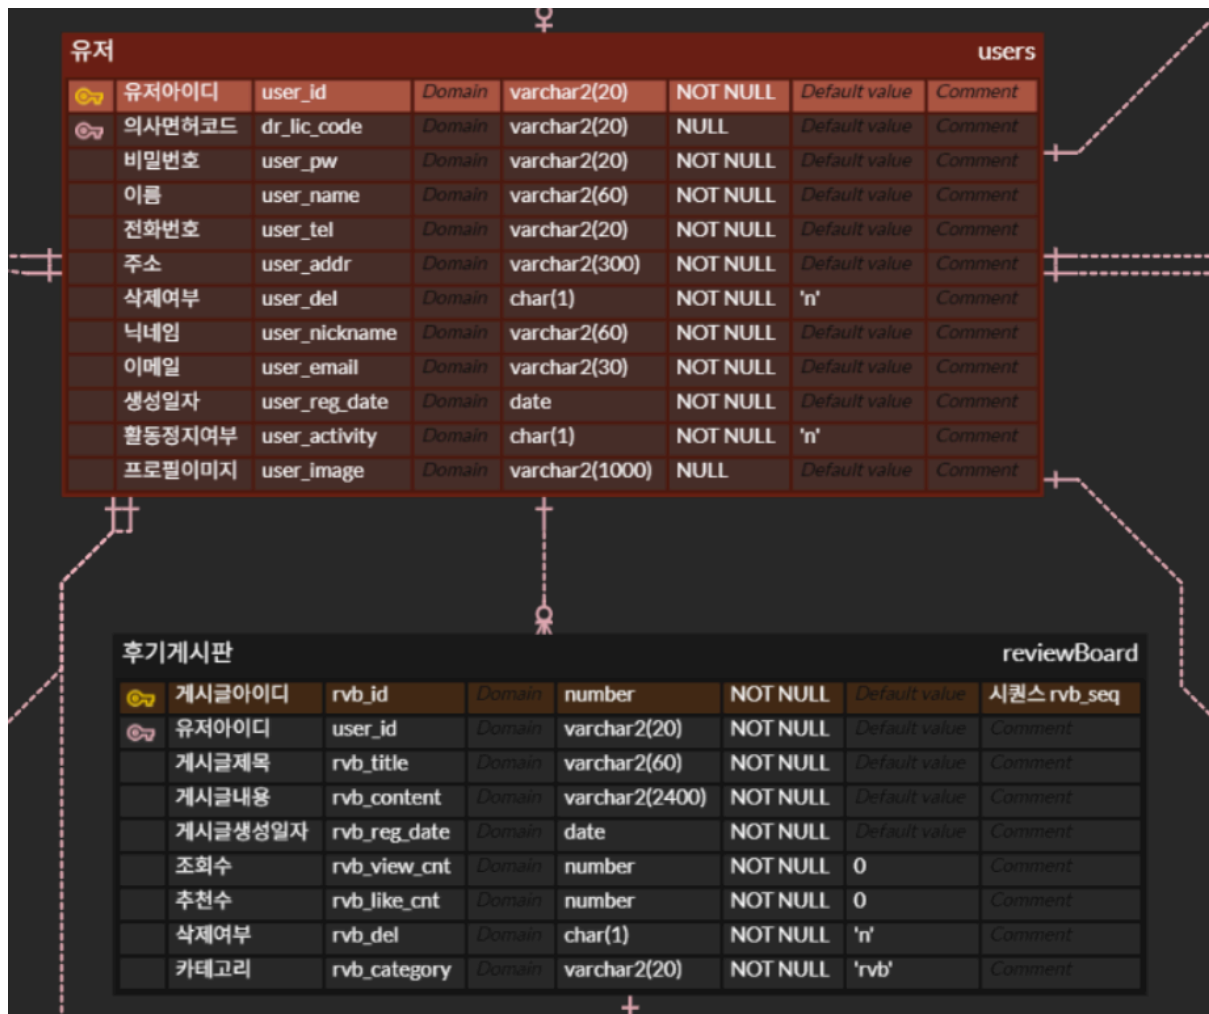 유저 users
유저아이디 user_id Domain varchar2(20) NOT NULL Default value Comment
의사면허코드 dr_lic_code Domain varchar2(20) NULL Default value Comment
비밀번호 user_pw Domain varchar2(20) NOT NULL Default value Comment
이름 user_name Domain varchar2(60) NOT NULL Default value Comment
전화번호 user_tel Domain varchar2(20) NOT NULL Default value Comment
주소 user_addr Domain varchar2(300) NOT NULL Default value Comment
삭제여부 user_del Domain char(1) NOT NULL 'n' Comment
닉네임 user_nickname Domain varchar2(60) NOT NULL Default value Comment
이메일 user_email Domain varchar2(30) NOT NULL Default value Comment
생성일자 user_reg_date Domain date NOT NULL Default value Comment
활동정지여부 user_activity Domain char(1) NOT NULL 'n' Comment
프로필이미지 user_image Domain varchar2(1000) NULL Default value Comment
후기게시판 reviewBoard
게시글아이디 rvb_id Domain number NOT NULL Default value 시퀀스 rvb_seq
유저아이디 user_id Domain varchar2(20) NOT NULL Default value Comment
게시글제목 rvb_title Domain varchar2(60) NOT NULL Default value Comment
게시글내용 rvb_content Domain varchar2(2400) NOT NULL Default value Comment
게시글생성일자 rvb_reg_date Domain date NOT NULL Default value Comment
조회수 rvb_view_cnt Domain number NOT NULL 0 Comment
추천수 rvb_like_cnt Domain number NOT NULL 0 Comment
삭제여부 rvb_del Domain char(1) NOT NULL 'n' Comment
카테고리 rvb_category Domain varchar2(20) NOT NULL 'rvb' Comment